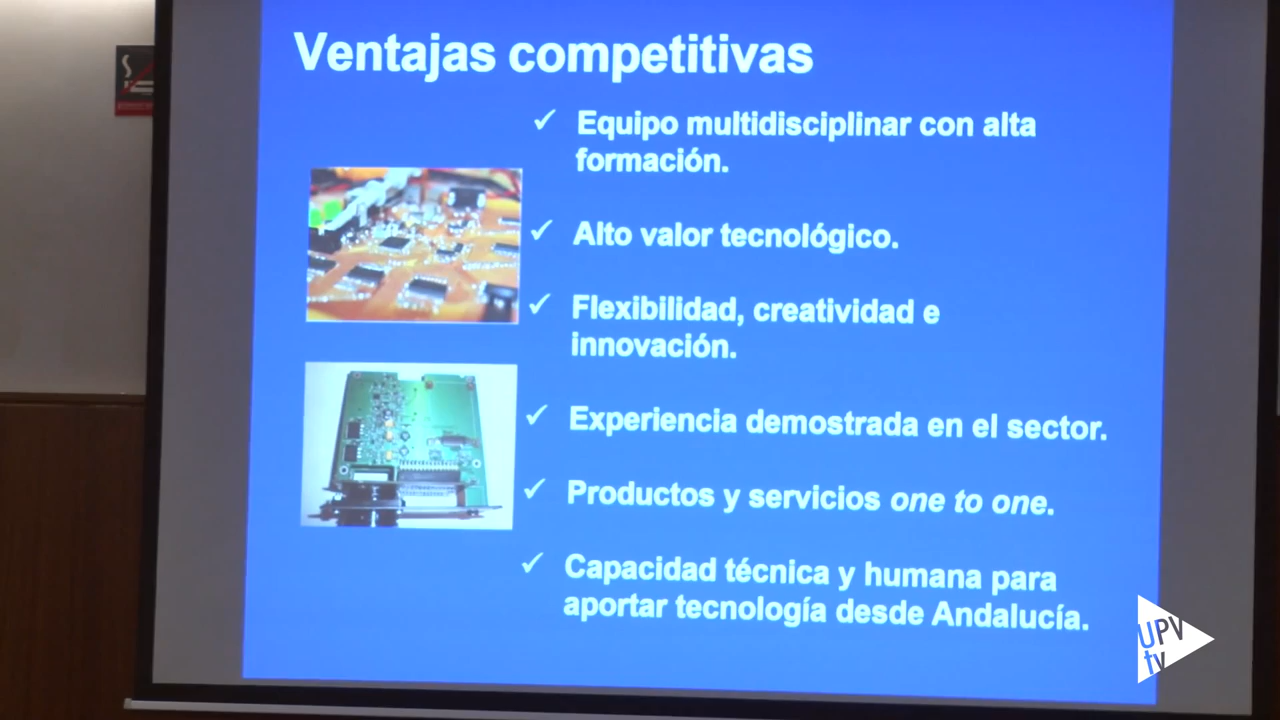 Ventajas competitivas
✓ Equipo multidisciplinar con alta
formación.
✓ Alto valor tecnológico.
✓ Flexibilidad, creatividad e
innovación.
✓ Experiencia demostrada en el sector.
✓ Productos y servicios one to one.
✓ Capacidad técnica y humana para
aportar tecnología desde Andalucía.
UPV
tv